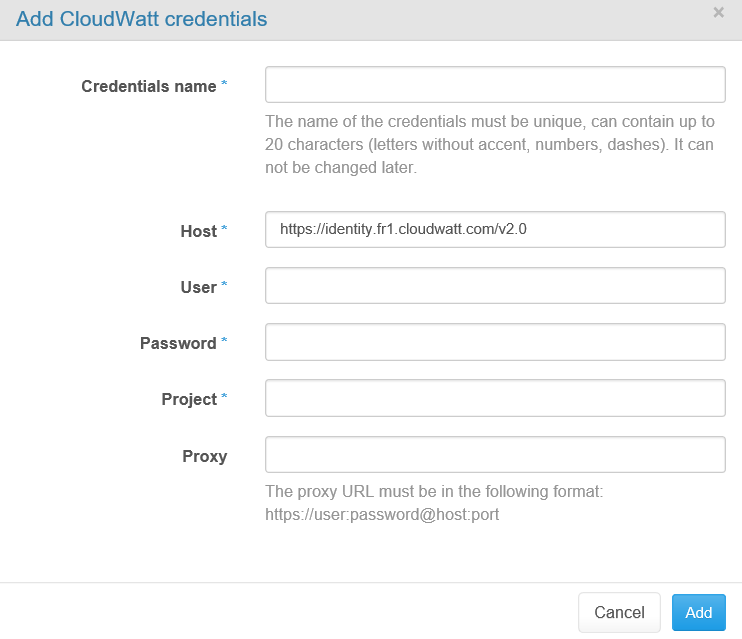 Add CloudWatt credentials ×
Credentials name *
The name of the credentials must be unique, can contain up to
20 characters (letters without accent, numbers, dashes). It can
not be changed later.
Host * https://identity.fr1.cloudwatt.com/v2.0
User *
Password *
Project *
Proxy
The proxy URL must be in the following format:
https://user:password@host:port
Cancel Add